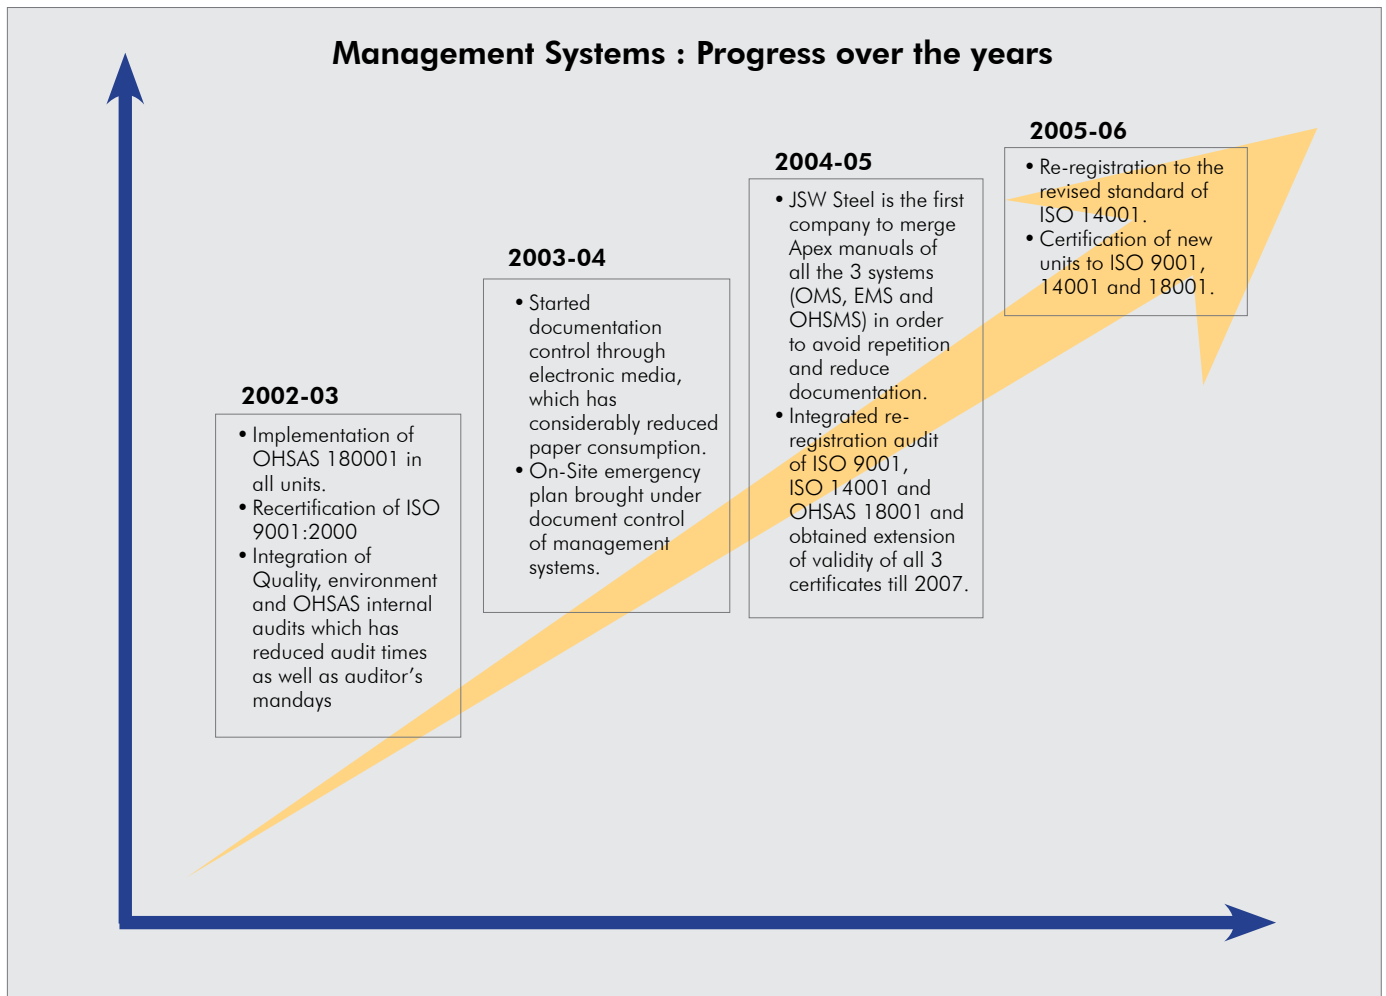 Management Systems : Progress over the years
2002-03
• Implementation of
OHSAS 180001 in
all units.
• Recertification of ISO
9001:2000
• Integration of
Quality, environment
and OHSAS internal
audits which has
reduced audit times
as well as auditor’s
mandays
2003-04
• Started
documentation
control through
electronic media,
which has
considerably reduced
paper consumption.
• On-Site emergency
plan brought under
document control
of management
systems.
2004-05
• JSW Steel is the first
company to merge
Apex manuals of
all the 3 systems
(OMS, EMS and
OHSMS) in order
to avoid repetition
and reduce
documentation.
• Integrated re-
registration audit
of ISO 9001,
ISO 14001 and
OHSAS 18001 and
obtained extension
of validity of all 3
certificates till 2007.
2005-06
• Re-registration to the
revised standard of
ISO 14001.
• Certification of new
units to ISO 9001,
14001 and 18001.